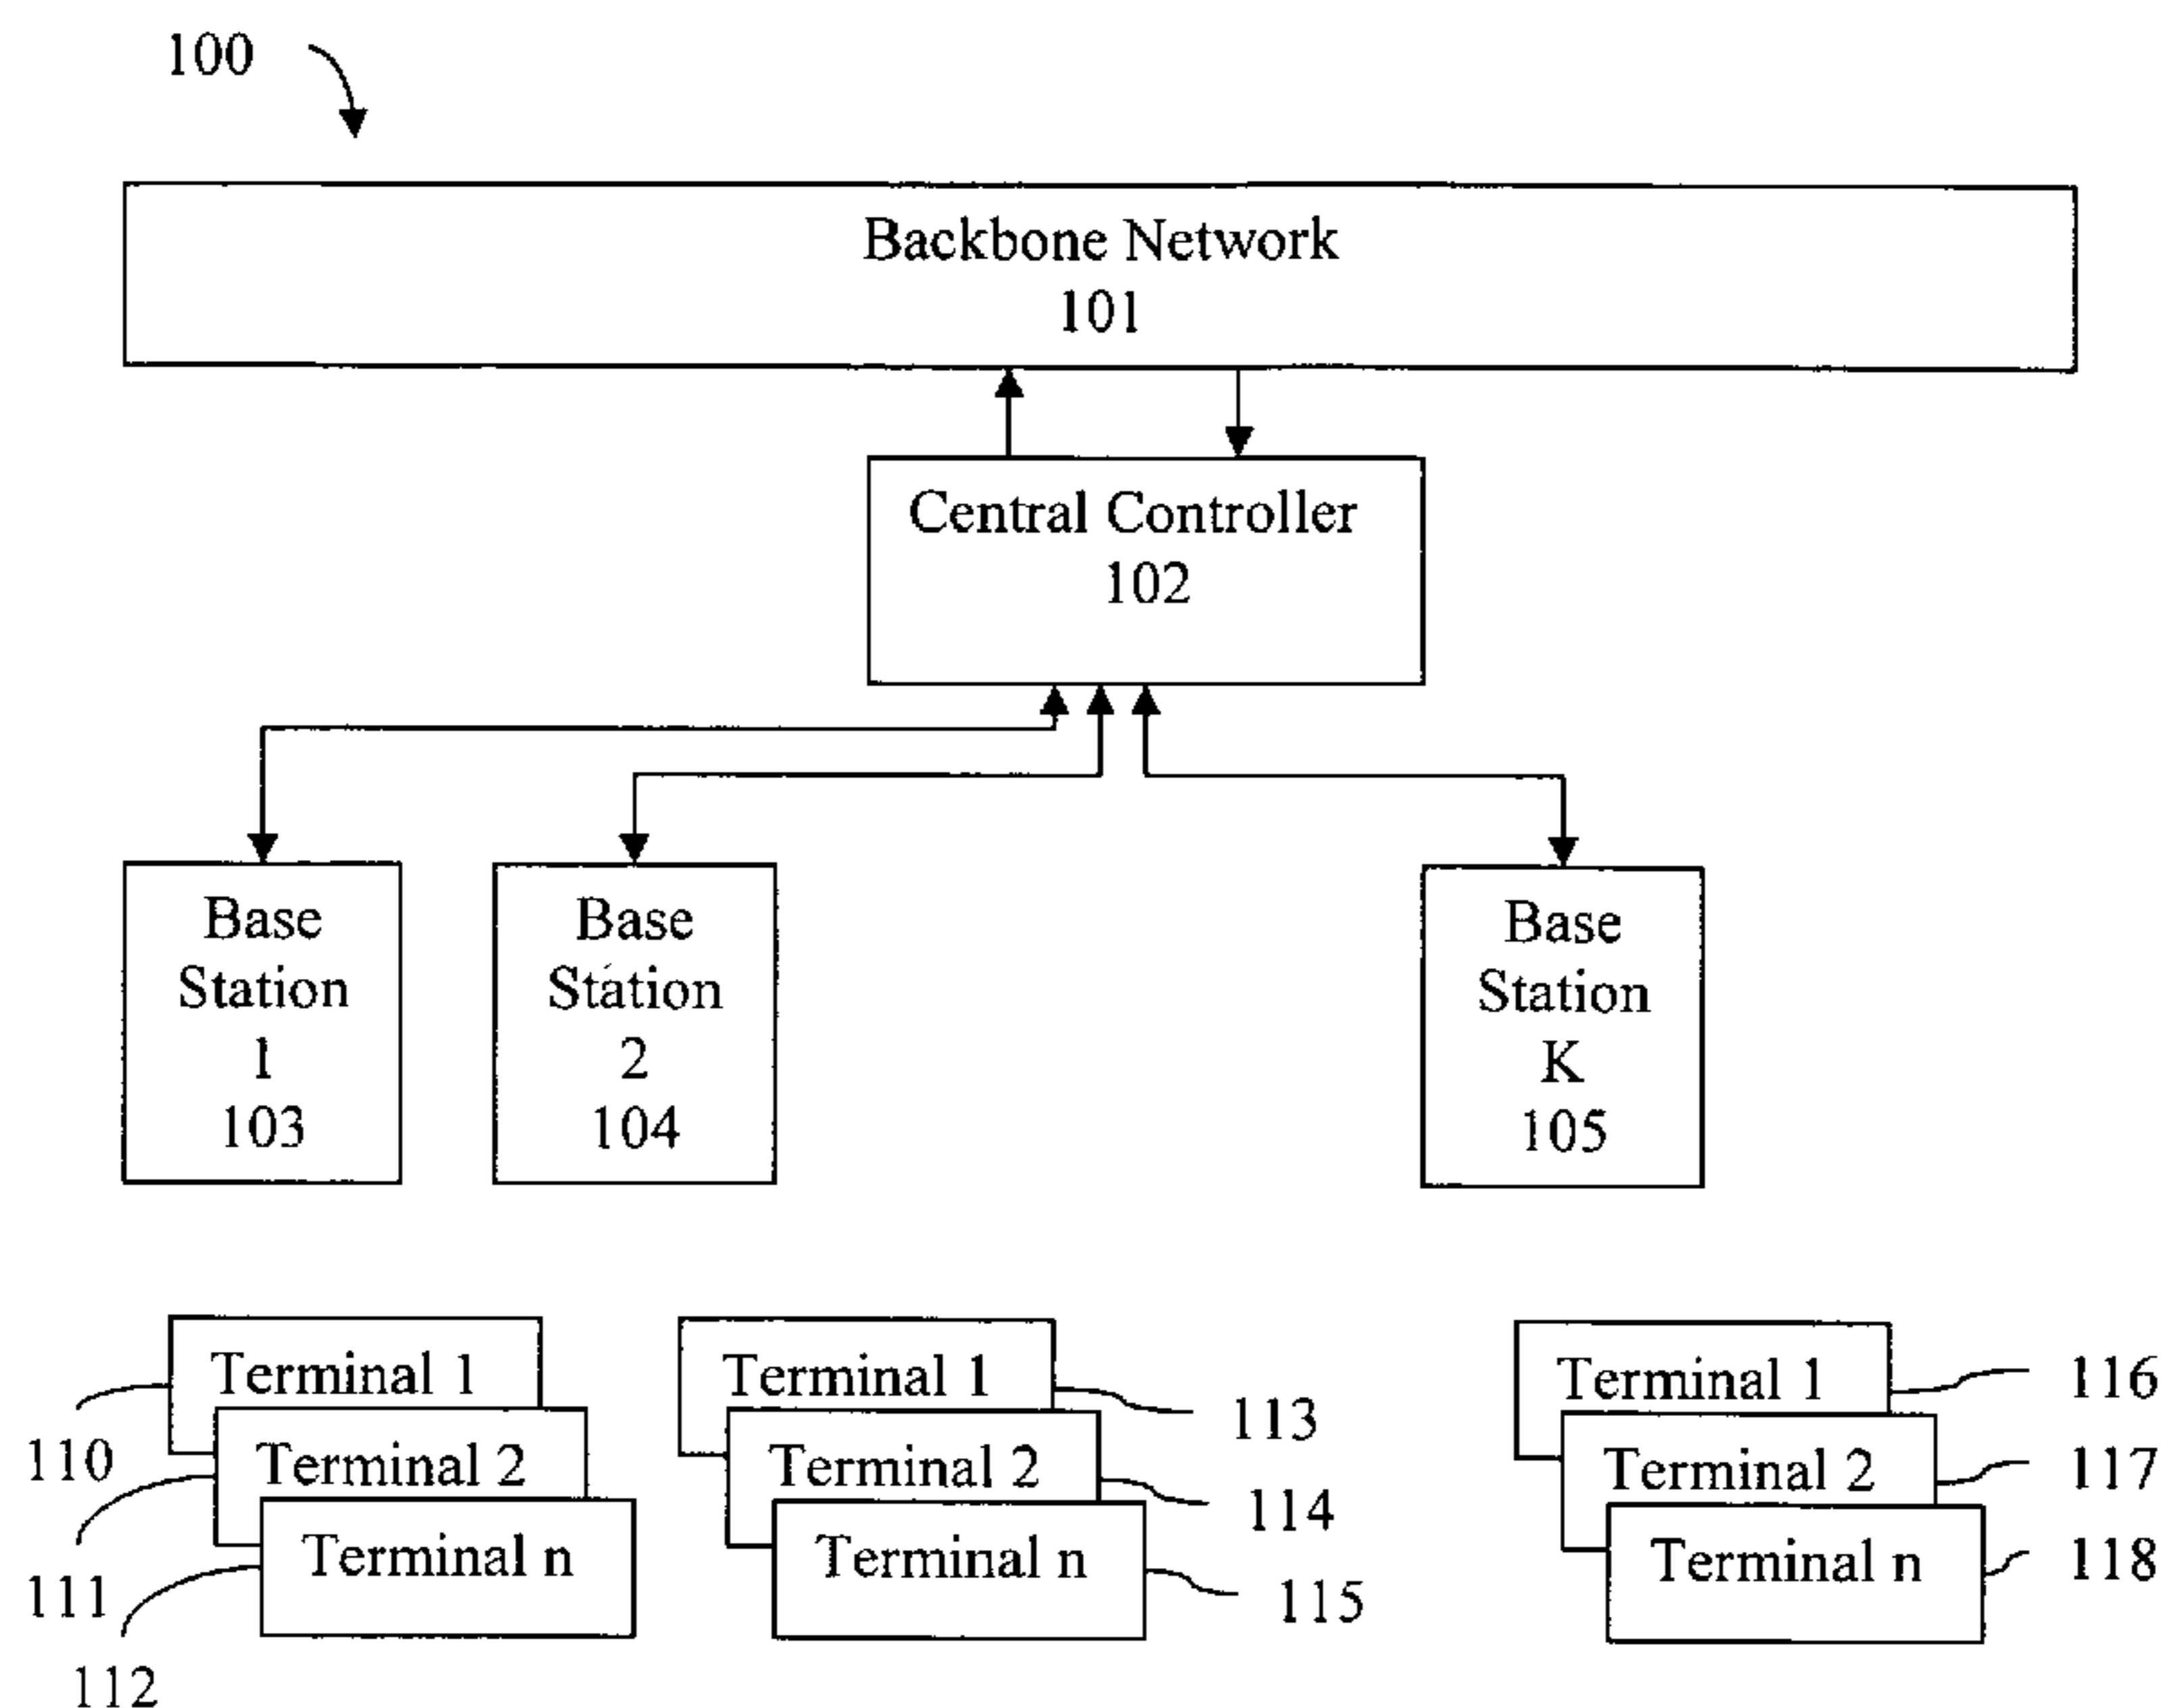 100
Backbone Network
101
Central Controller
102
Base
Station
1
103
Base
Station
2
104
Base
Station
K
105
Terminal 1
Terminal 2
Terminal n
110
111
112
Terminal 1
Terminal 2
Terminal n
113
114
115
Terminal 1
Terminal 2
Terminal n
116
117
118